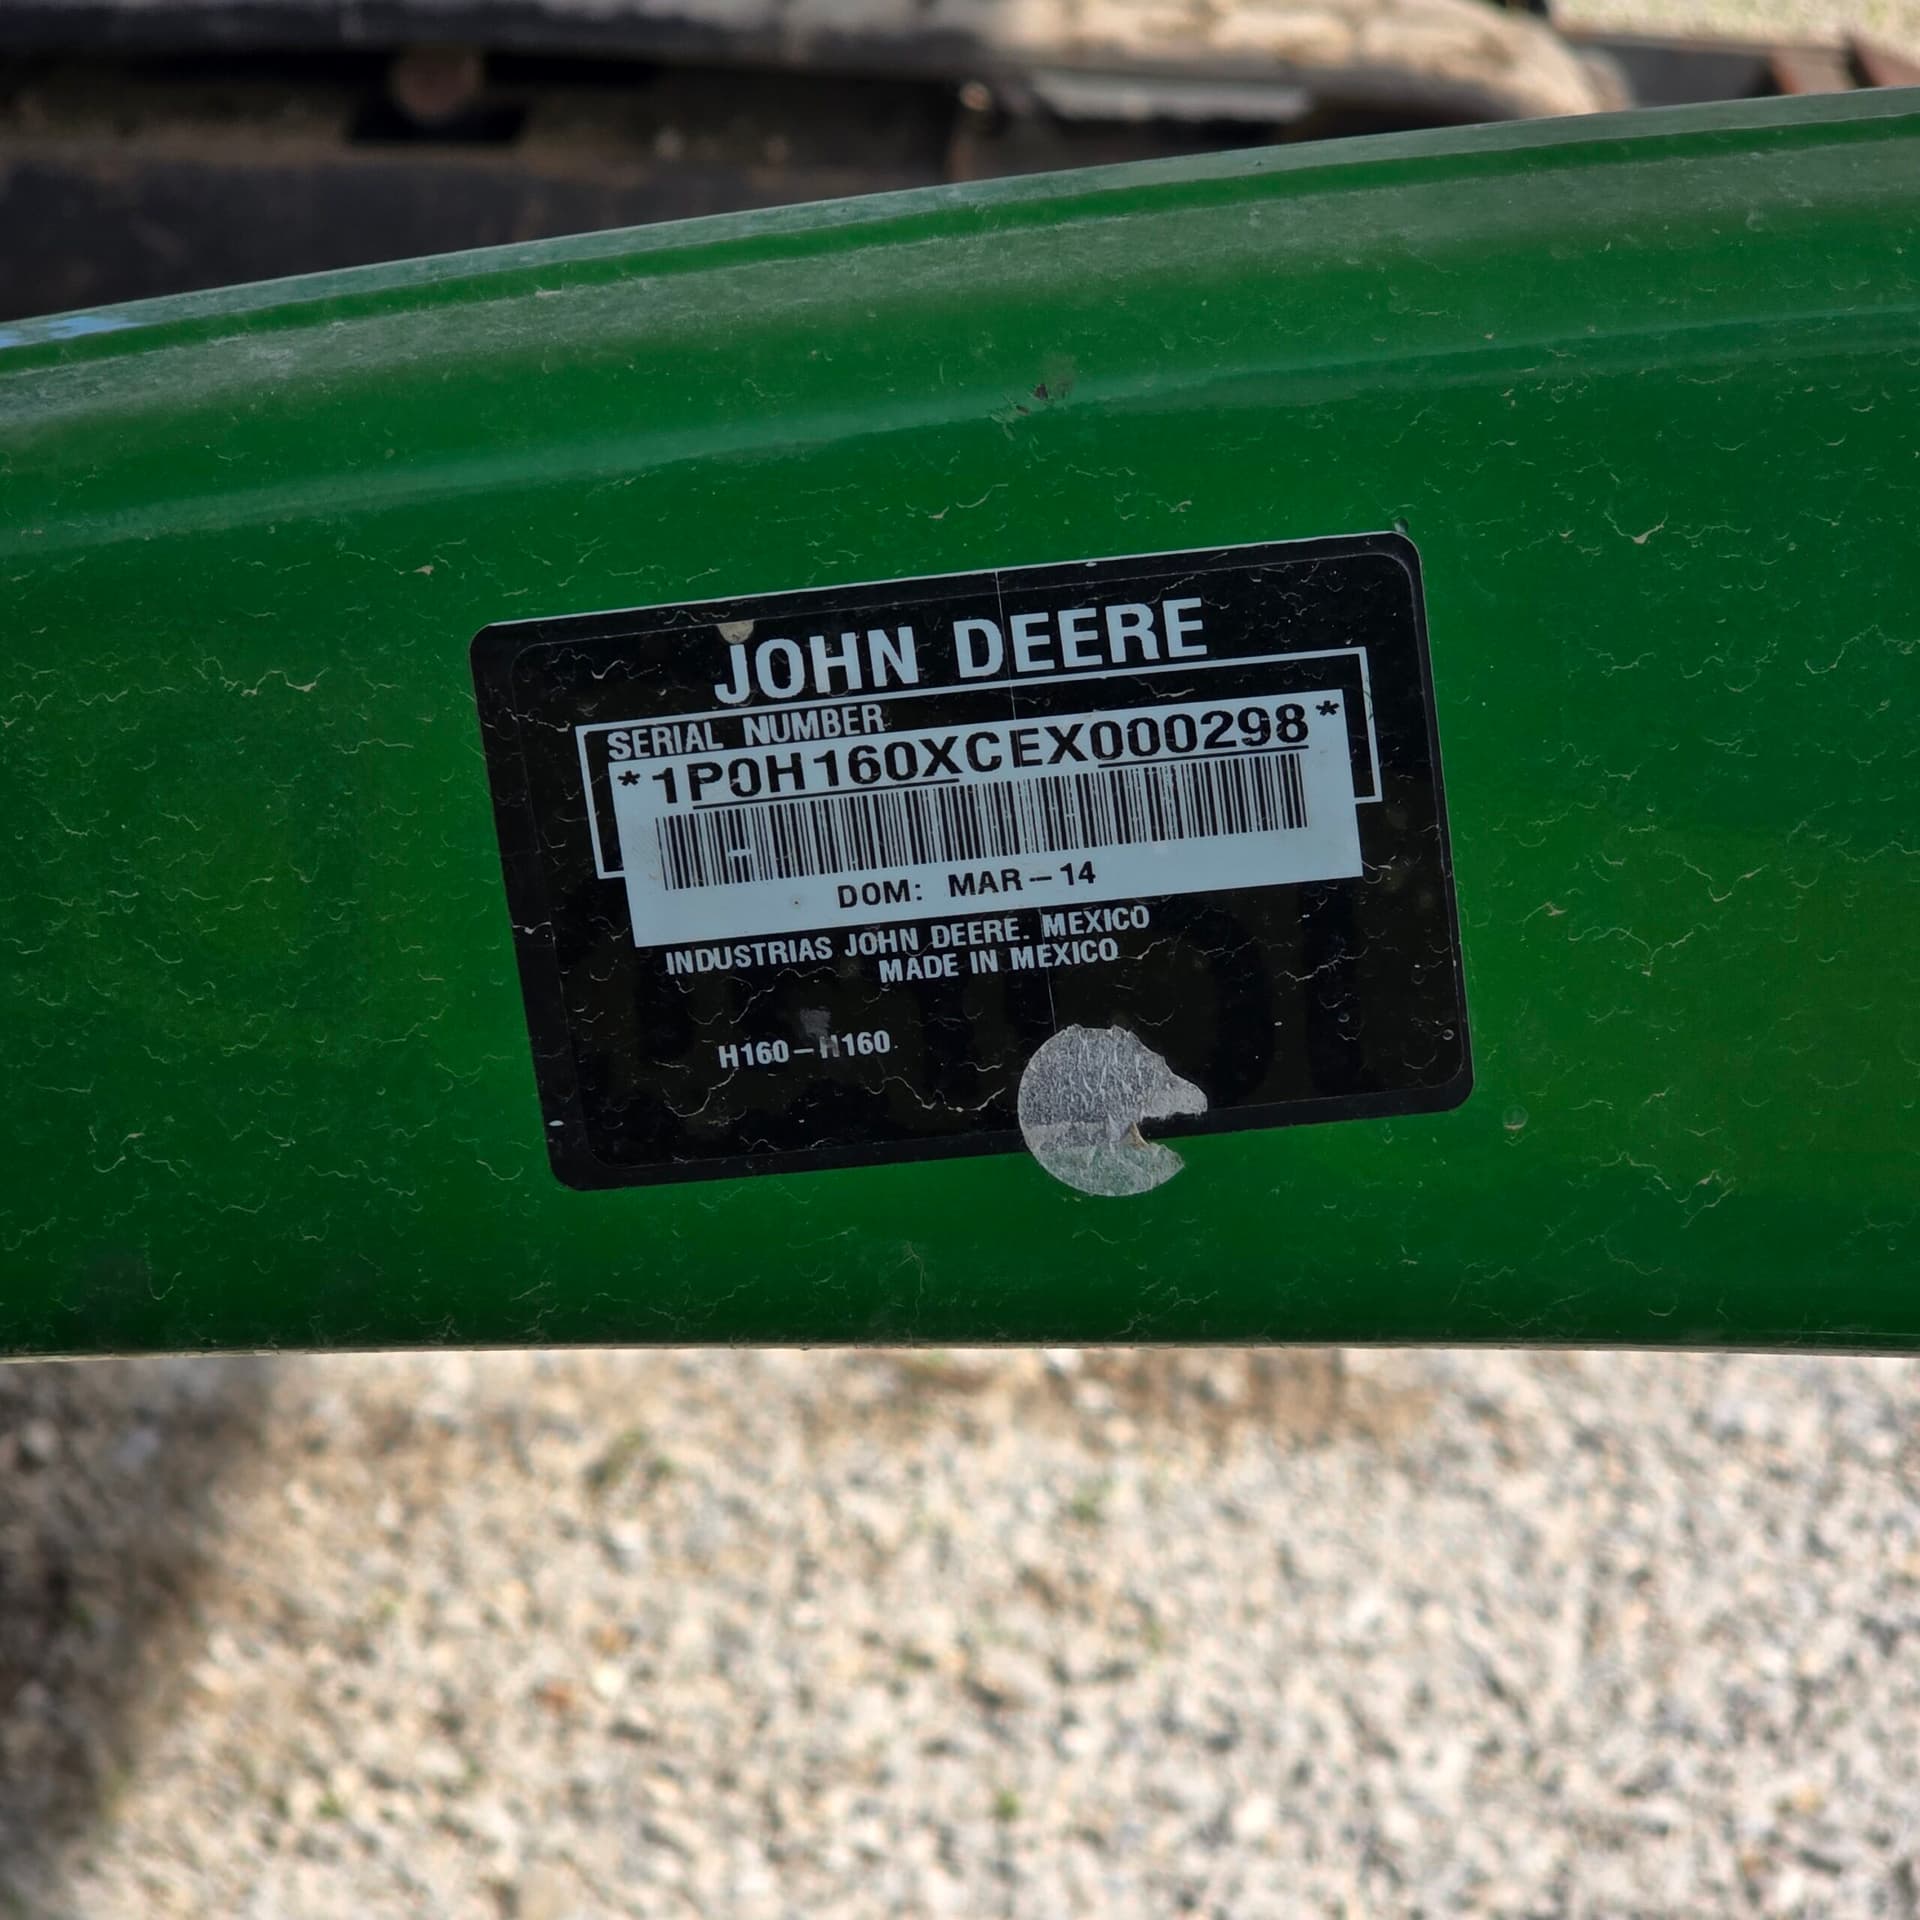 JOHN DEERE
SERIAL NUMBER
*1P0H160XCEX000298*
DOM: MAR-14
INDUSTRIAS JOHN DEERE. MEXICO
MADE IN MEXICO
H160-H160